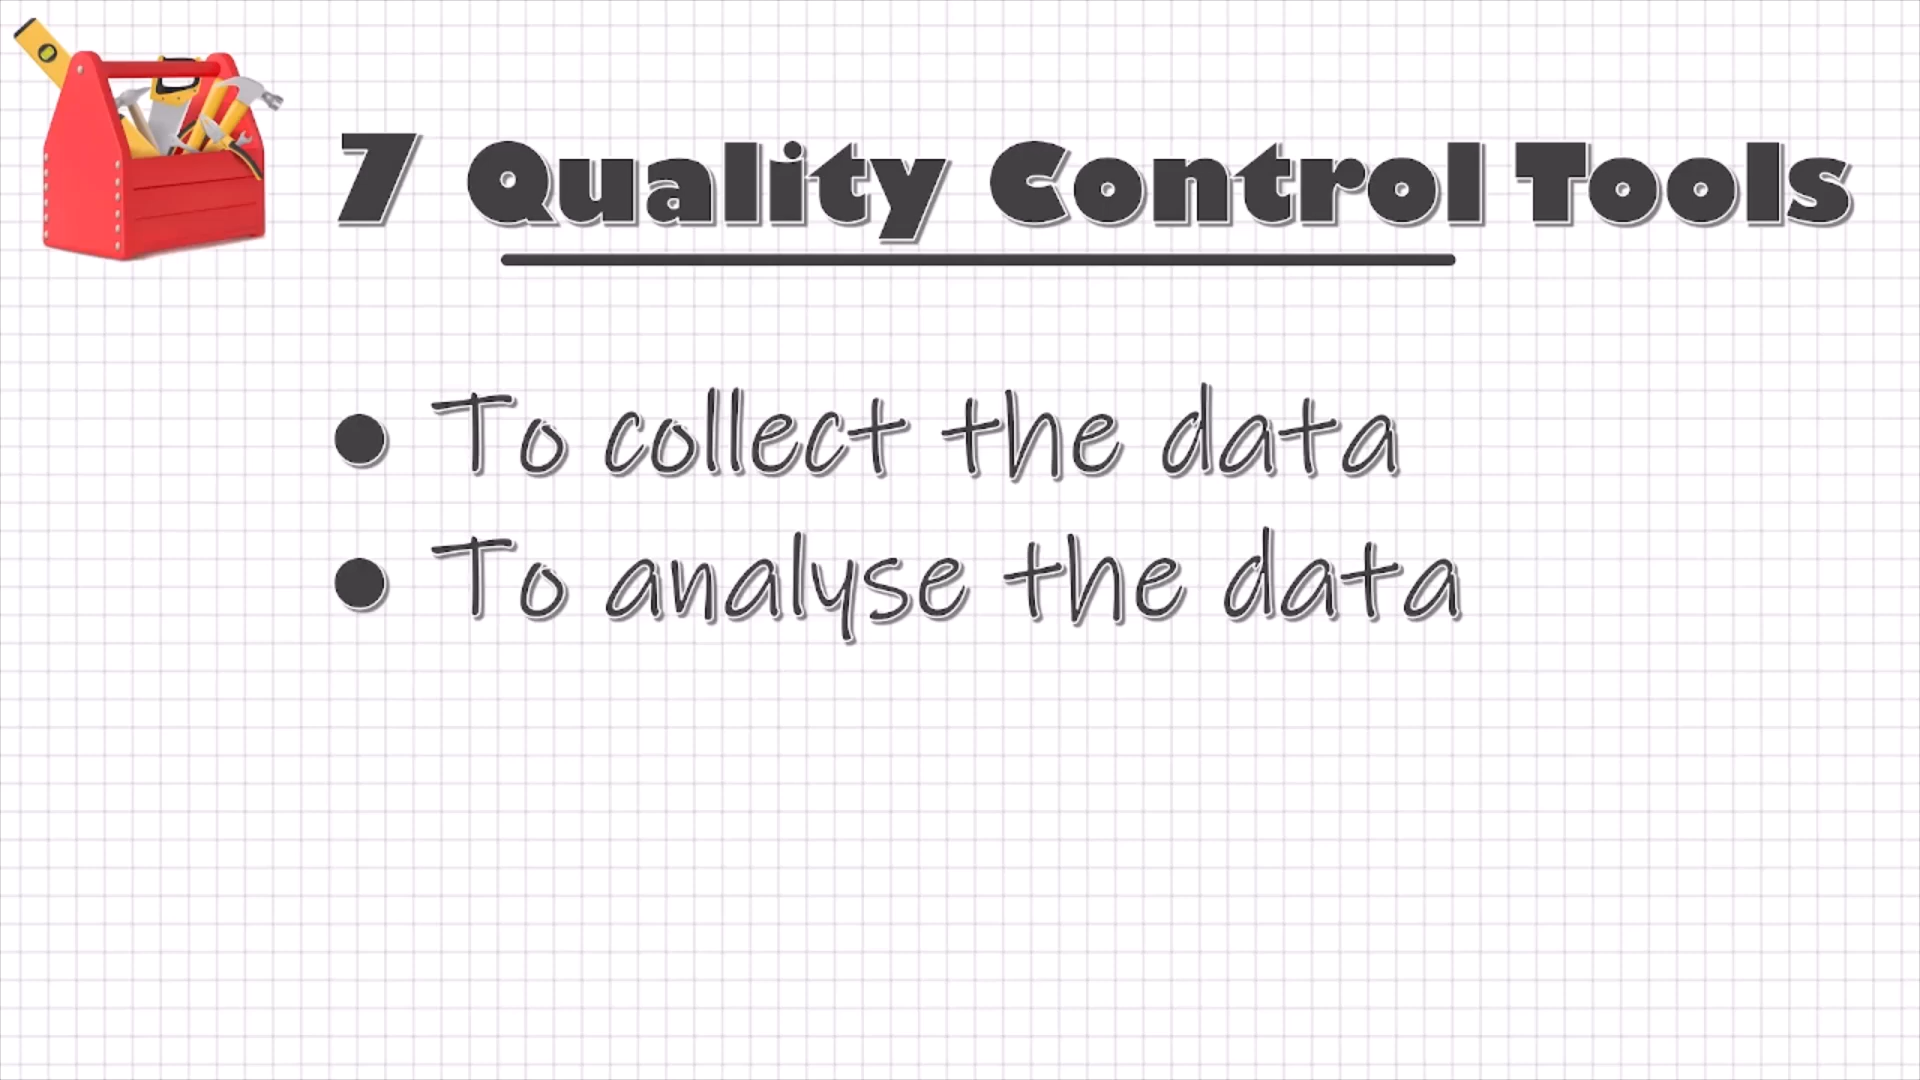 7 Quality Control Tools
• To collect the data
• To analyse the data